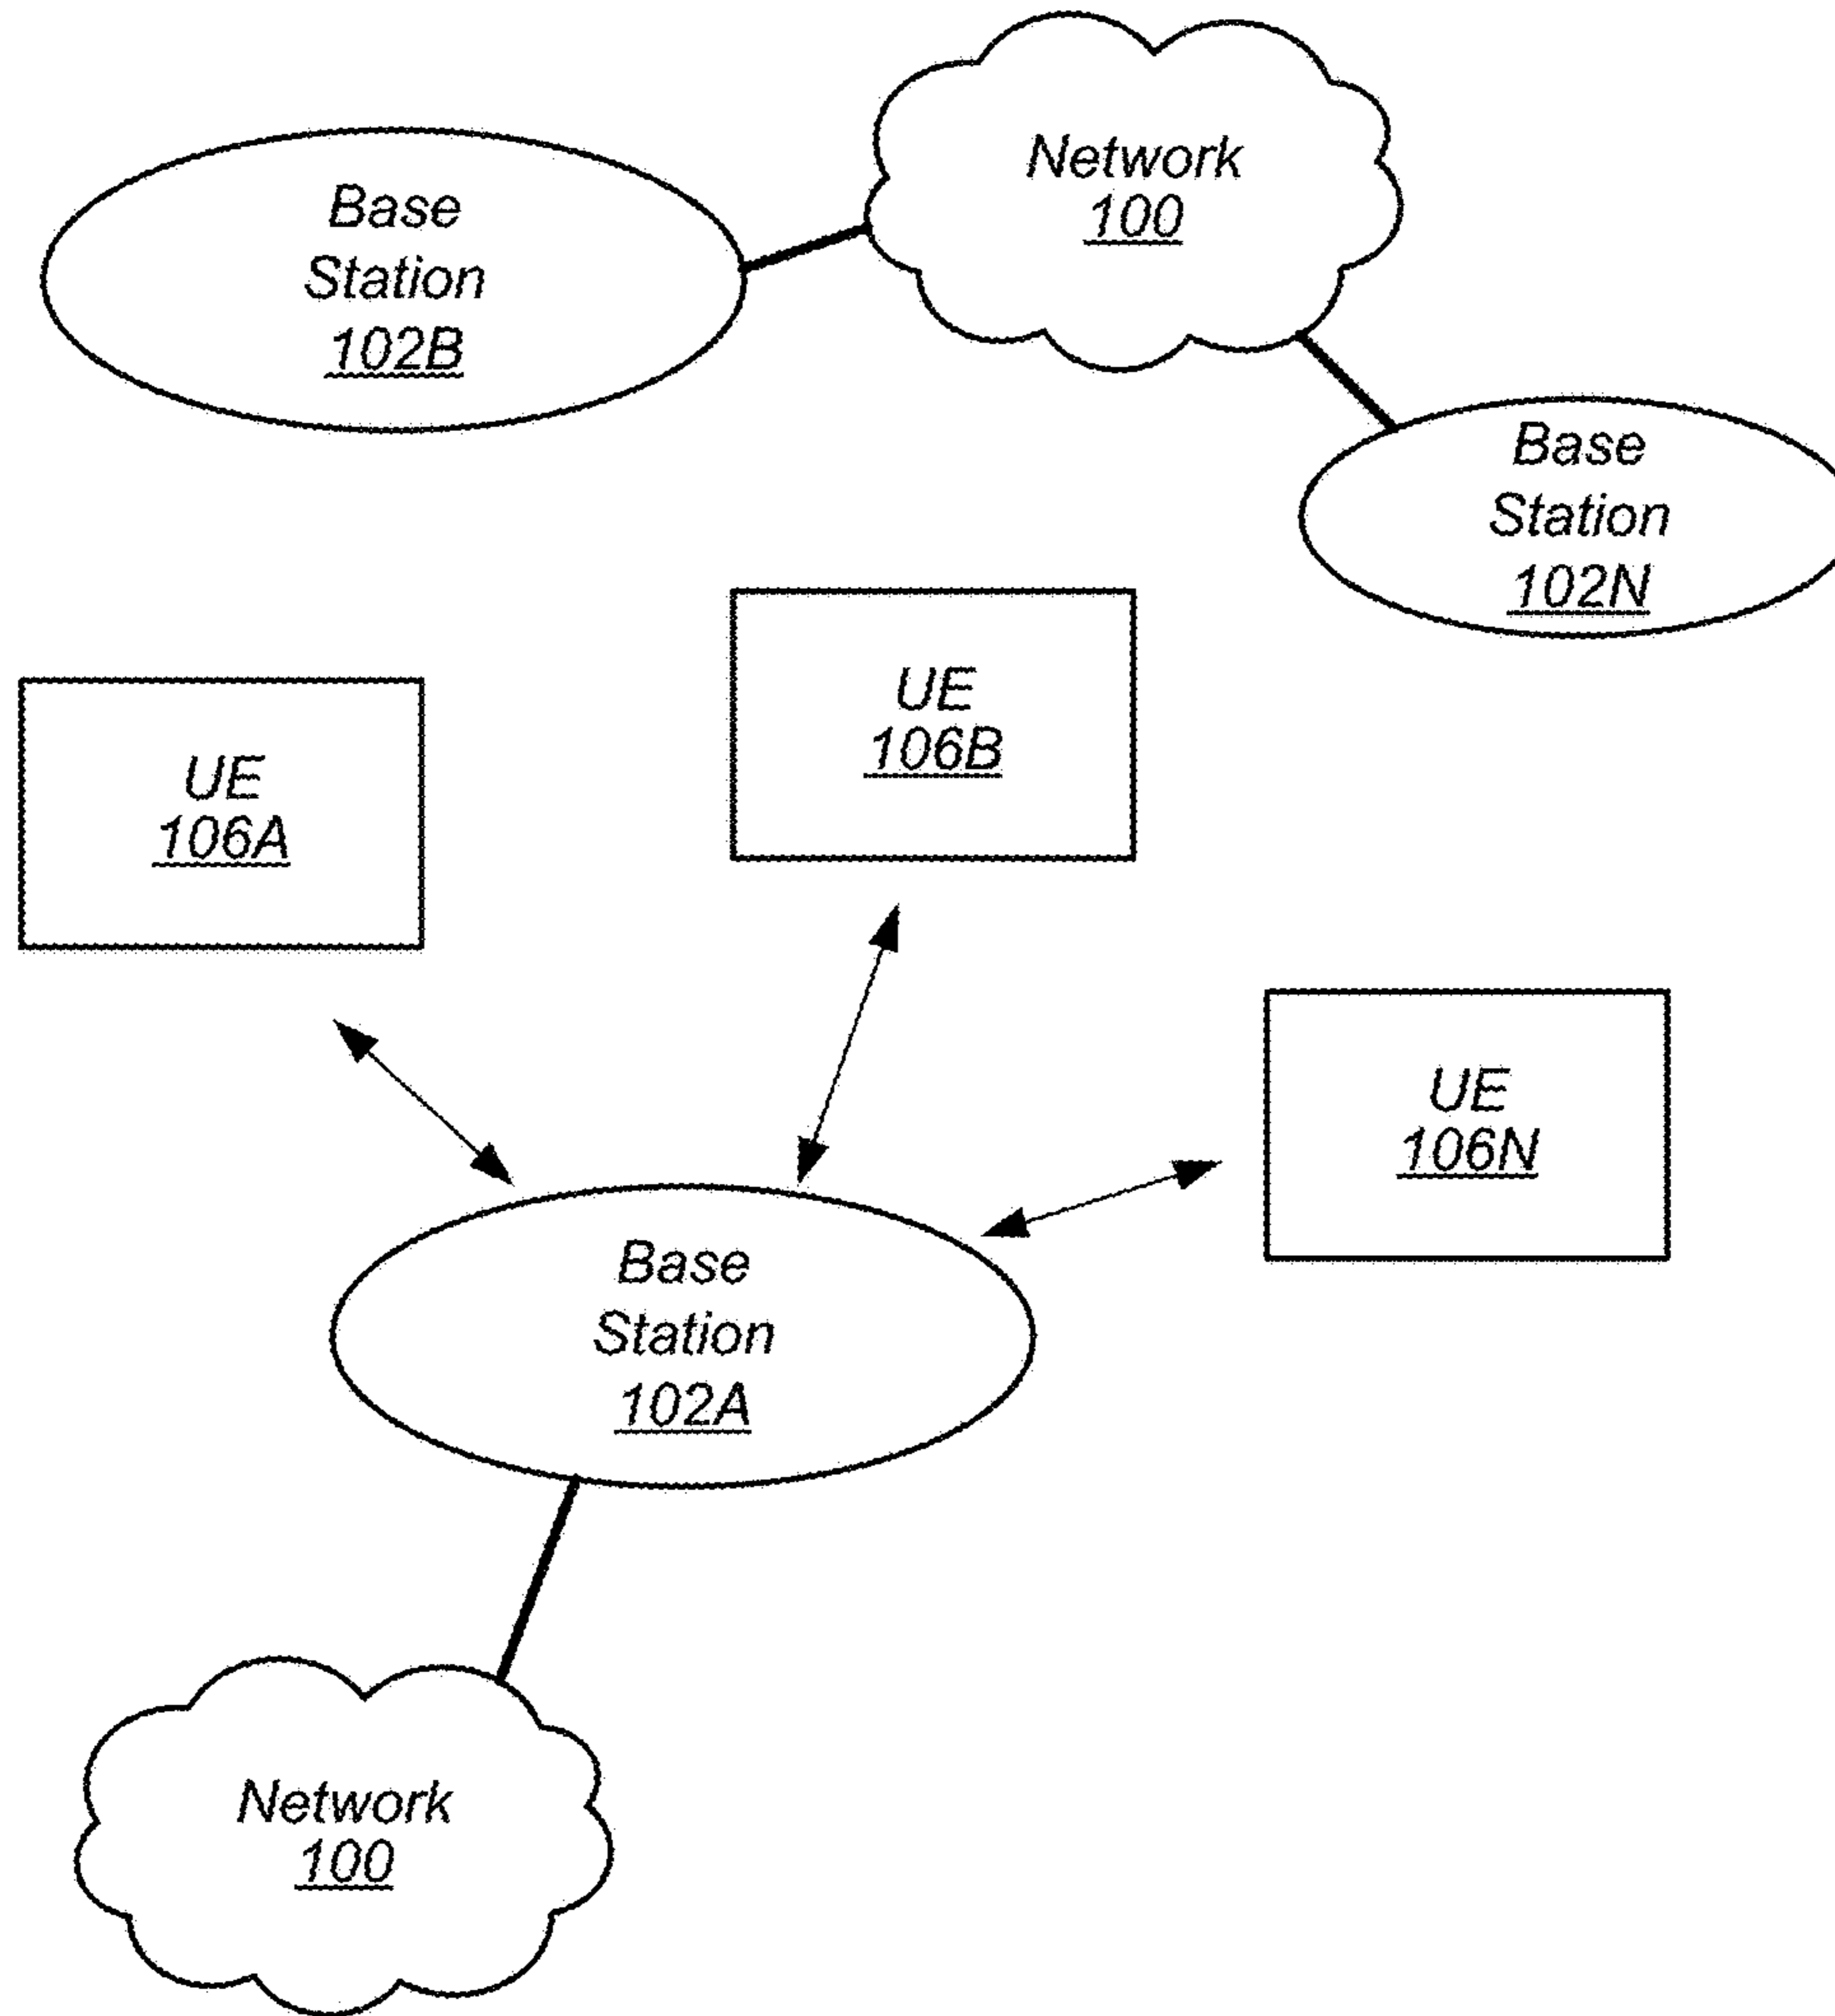 Network
100
Base
Station
102B
Base
Station
102N
UE
106B
UE
106A
UE
106N
Base
Station
102A
Network
100